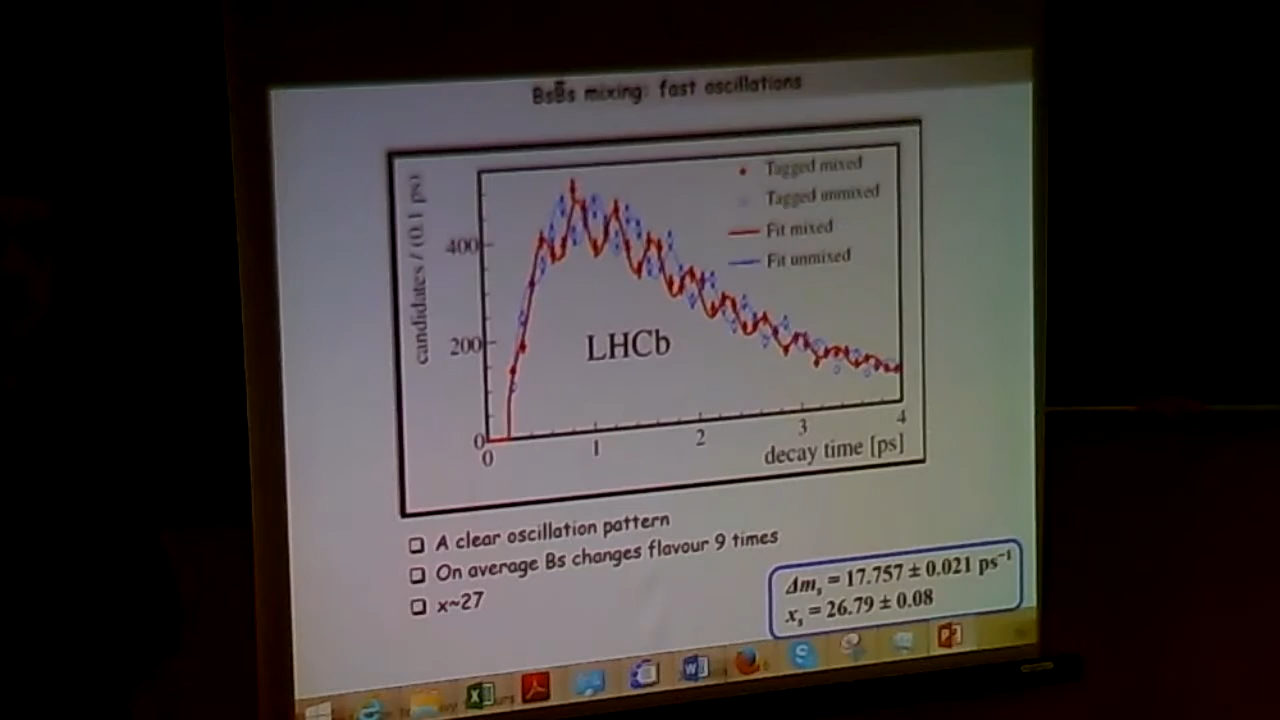 BsB̄s mixing: fast oscillations
candidates / (0.1 ps)
Tagged mixed
Tagged unmixed
Fit mixed
Fit unmixed
400
200
0
LHCb
0 1 2 3 4
decay time [ps]
A clear oscillation pattern
On average Bs changes flavour 9 times
x~27
Δmₛ = 17.757 ± 0.021 ps⁻¹
xₛ = 26.79 ± 0.08